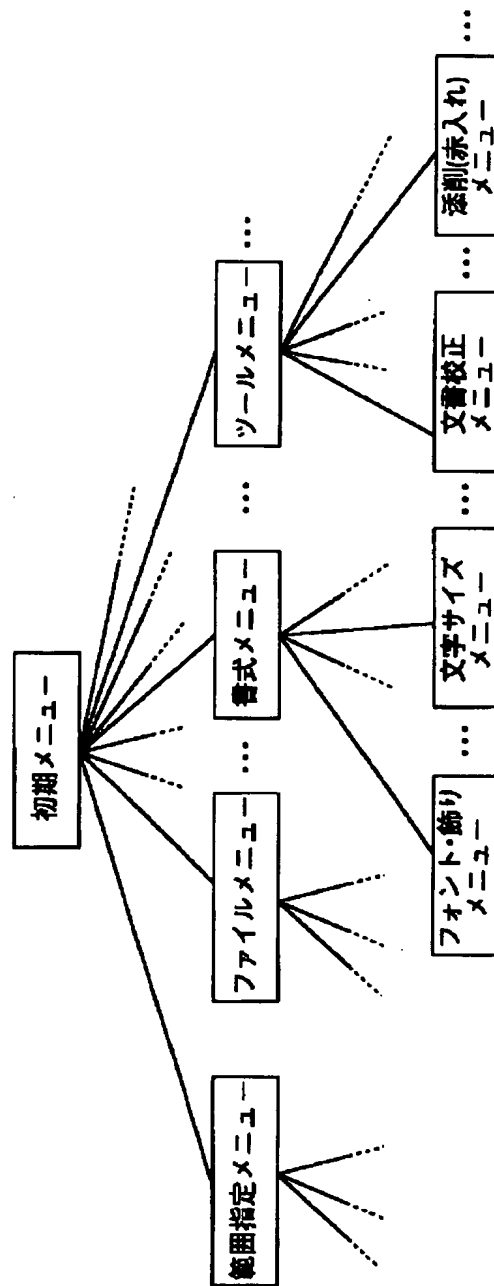 初期メニュー
範囲指定メニュー
ファイルメニュー
…
書式メニュー
…
ツールメニュー
…
フォント・飾り
メニュー
…
文字サイズ
メニュー
…
文書校正
メニュー
…
添削(赤入れ)
メニュー
…